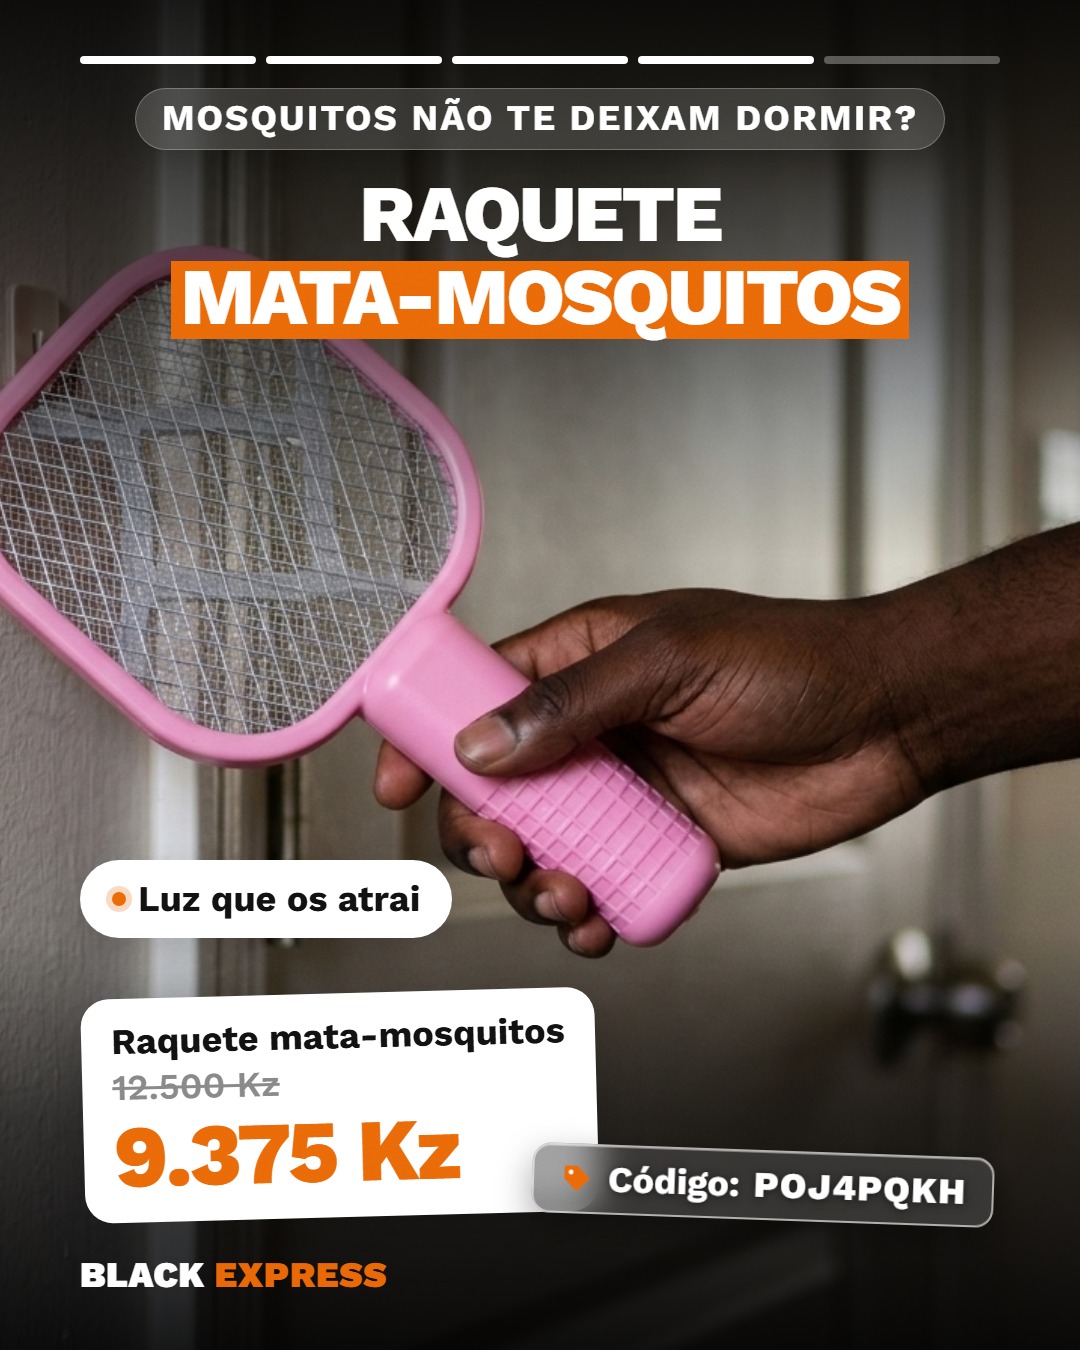 MOSQUITOS NÃO TE DEIXAM DORMIR?
RAQUETE
MATA-MOSQUITOS
Luz que os atrai
Raquete mata-mosquitos
12.500 Kz
9.375 Kz
Código: POJ4PQKH
BLACK EXPRESS